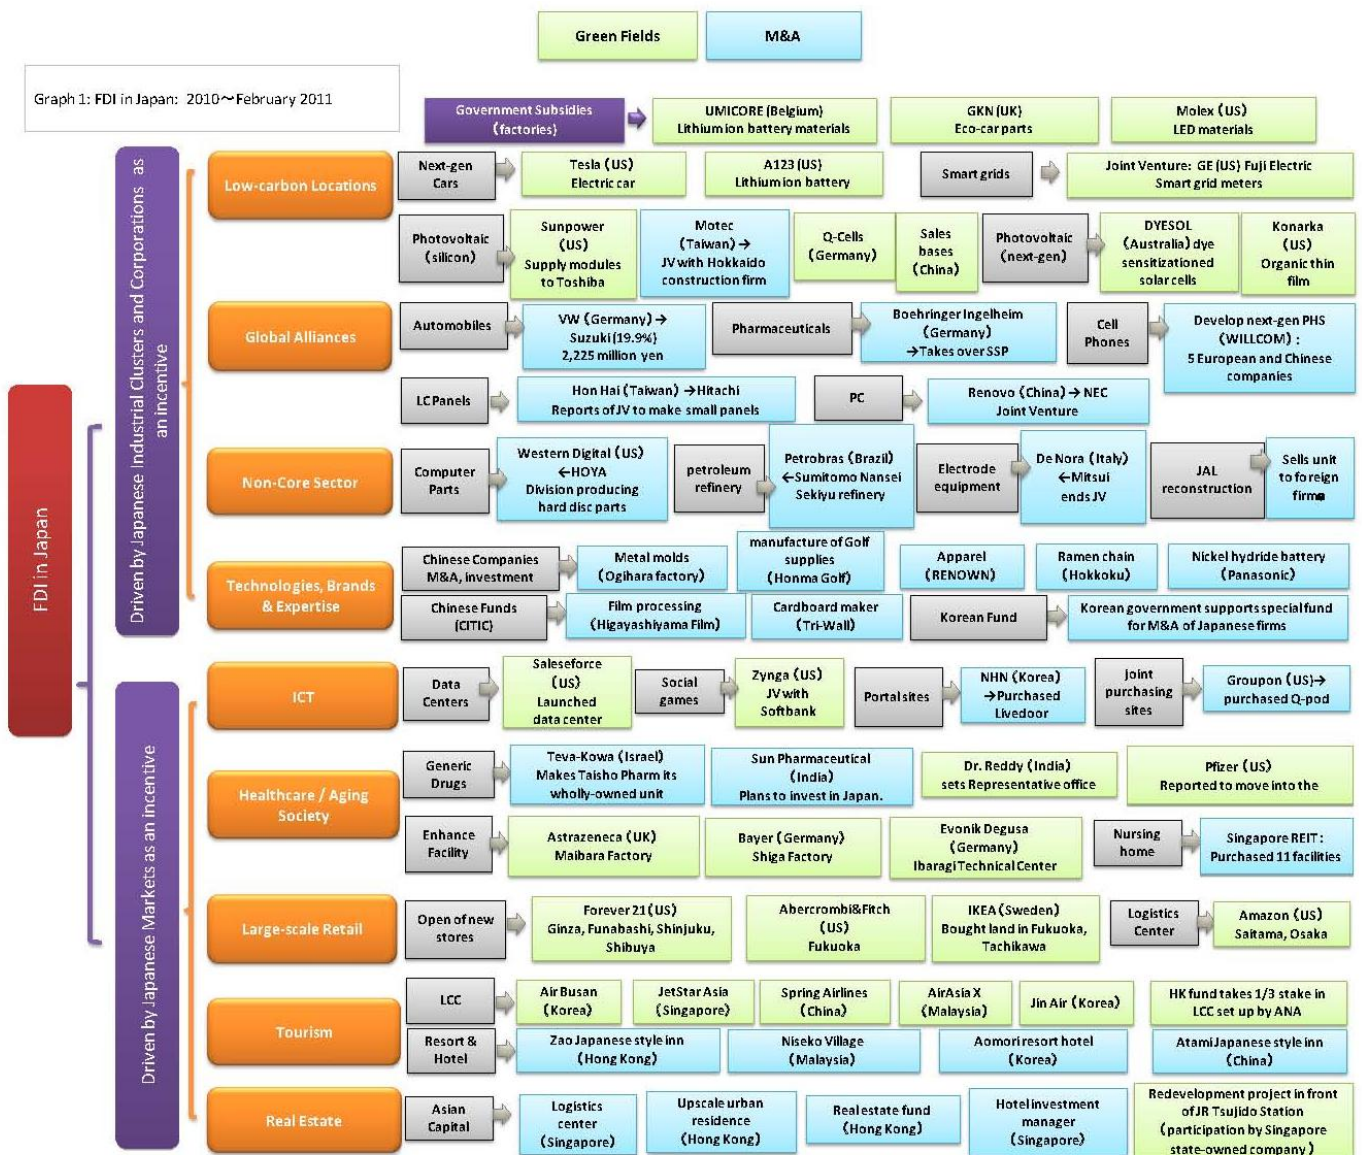 Green Fields
M&A
Graph 1: FDI in Japan: 2010～February 2011
Government Subsidies
(factories)
UMICORE (Belgium)
Lithium ion battery materials
GKN (UK)
Eco-car parts
Molex (US)
LED materials
FDI in Japan
Driven by Japanese Industrial Clusters and Corporations as
an incentive
Low-carbon Locations
Next-gen
Cars
Tesla (US)
Electric car
A123 (US)
Lithium ion battery
Smart grids
Joint Venture: GE (US) Fuji Electric
Smart grid meters
Photovoltaic
(silicon)
Sunpower
(US)
Supply modules
to Toshiba
Motec
(Taiwan) →
JV with Hokkaido
construction firm
Q-Cells
(Germany)
Sales
bases
(China)
Photovoltaic
(next-gen)
DYESOL
(Australia) dye
sensitizationed
solar cells
Konarka
(US)
Organic thin
film
Global Alliances
Automobiles
VW (Germany) →
Suzuki (19.9%)
2,225 million yen
Pharmaceuticals
Boehringer Ingelheim
(Germany)
→Takes over SSP
Cell
Phones
Develop next-gen PHS
(WILLCOM) :
5 European and Chinese
companies
LC Panels
Hon Hai (Taiwan) →Hitachi
Reports of JV to make small panels
PC
Renovo (China) → NEC
Joint Venture
Non-Core Sector
Computer
Parts
Western Digital (US)
←HOYA
Division producing
hard disc parts
petroleum
refinery
Petrobras (Brazil)
←Sumitomo Nansei
Sekiyu refinery
Electrode
equipment
De Nora (Italy)
←Mitsui
ends JV
JAL
reconstruction
Sells unit
to foreign
firms
Technologies, Brands
& Expertise
Chinese Companies
M&A, investment
Metal molds
(Ogihara factory)
manufacture of Golf
supplies
(Honma Golf)
Apparel
(RENOWN)
Ramen chain
(Hokkoku)
Nickel hydride battery
(Panasonic)
Chinese Funds
(CITIC)
Film processing
(Higayashiyama Film)
Cardboard maker
(Tri-Wall)
Korean Fund
Korean government supports special fund
for M&A of Japanese firms
Driven by Japanese Markets as an incentive
ICT
Data
Centers
Saleseforce
(US)
Launched
data center
Social
games
Zynga (US)
JV with
Softbank
Portal sites
NHN (Korea)
→Purchased
Livedoor
Joint
purchasing
sites
Groupon (US)→
purchased Q-pod
Healthcare / Aging
Society
Generic
Drugs
Teva-Kowa (Israel)
Makes Taisho Pharm its
wholly-owned unit
Sun Pharmaceutical
(India)
Plans to invest in Japan.
Dr. Reddy (India)
sets Representative office
Pfizer (US)
Reported to move into the
Enhance
Facility
Astrazeneca (UK)
Maibara Factory
Bayer (Germany)
Shiga Factory
Evonik Degusa
(Germany)
Ibaragi Technical Center
Nursing
home
Singapore REIT:
Purchased 11 facilities
Large-scale Retail
Open of new
stores
Forever 21 (US)
Ginza, Funabashi, Shinjuku,
Shibuya
Abercrombi&Fitch
(US)
Fukuoka
IKEA (Sweden)
Bought land in Fukuoka,
Tachikawa
Logistics
Center
Amazon (US)
Saitama, Osaka
Tourism
LCC
Air Busan
(Korea)
JetStar Asia
(Singapore)
Spring Airlines
(China)
AirAsia X
(Malaysia)
Jin Air (Korea)
HK fund takes 1/3 stake in
LCC set up by ANA
Resort &
Hotel
Zao Japanese style inn
(Hong Kong)
Niseko Village
(Malaysia)
Aomori resort hotel
(Korea)
Atami Japanese style inn
(China)
Real Estate
Asian
Capital
Logistics
center
(Singapore)
Upscale urban
residence
(Hong Kong)
Real estate fund
(Hong Kong)
Hotel investment
manager
(Singapore)
Redevelopment project in front
of JR Tsujido Station
(participation by Singapore
state-owned company)